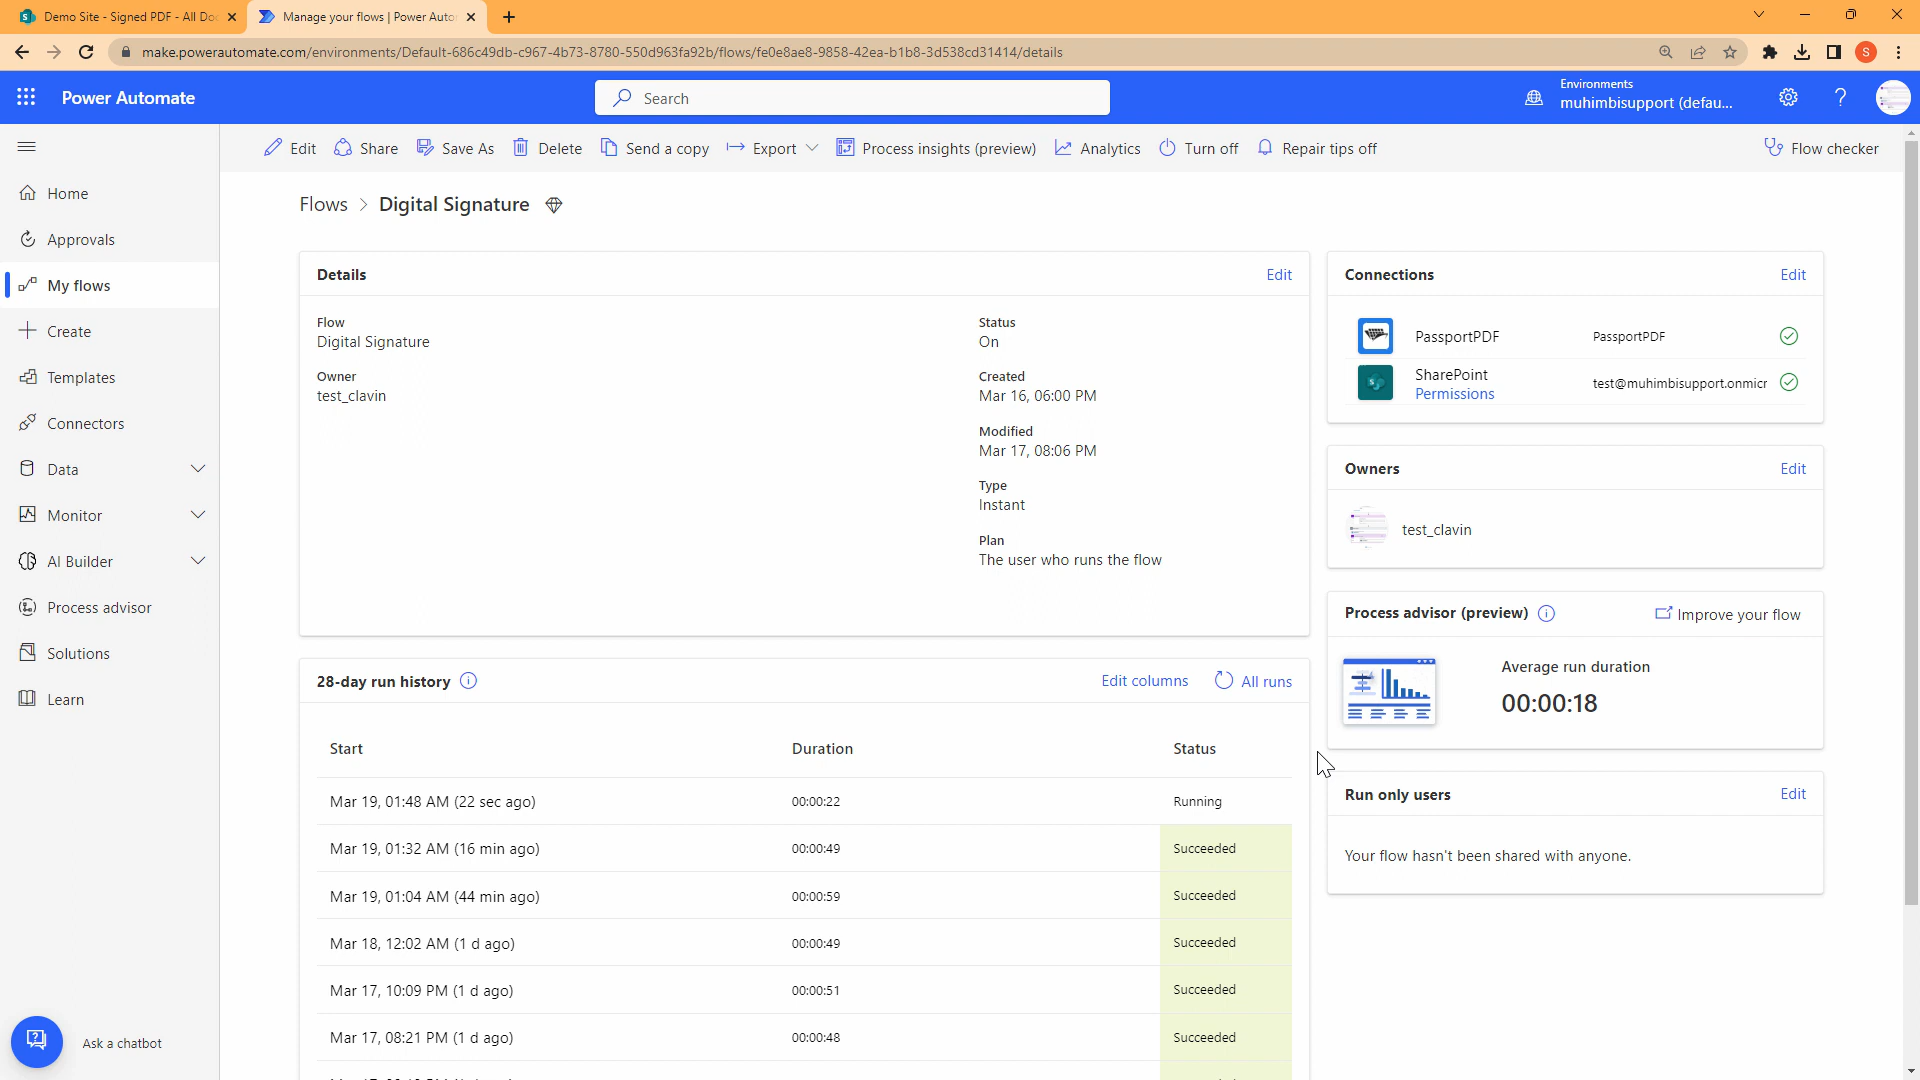 Demo Site - Signed PDF - All Doc
Manage your flows | Power Autor
make.powerautomate.com/environments/Default-686c49db-c967-4b73-8780-550d963fa92b/flows/fe0e8ae8-9858-42ea-b1b8-3d538cd31414/details
S
Power Automate
Search
Environments
muhimbisupport (defau...
Edit
Share
Save As
Delete
Send a copy
Export
Process insights (preview)
Analytics
Turn off
Repair tips off
Flow checker
Home
Approvals
My flows
Create
Templates
Connectors
Data
Monitor
AI Builder
Process advisor
Solutions
Learn
Ask a chatbot
Flows > Digital Signature
Details
Edit
Flow
Digital Signature
Owner
test_clavin
Status
On
Created
Mar 16, 06:00 PM
Modified
Mar 17, 08:06 PM
Type
Instant
Plan
The user who runs the flow
28-day run history
Edit columns
All runs
Start Duration Status
Mar 19, 01:48 AM (22 sec ago) 00:00:22 Running
Mar 19, 01:32 AM (16 min ago) 00:00:49 Succeeded
Mar 19, 01:04 AM (44 min ago) 00:00:59 Succeeded
Mar 18, 12:02 AM (1 d ago) 00:00:49 Succeeded
Mar 17, 10:09 PM (1 d ago) 00:00:51 Succeeded
Mar 17, 08:21 PM (1 d ago) 00:00:48 Succeeded
Connections
Edit
PassportPDF PassportPDF
SharePoint test@muhimbisupport.onmicr
Permissions
Owners
Edit
test_clavin
Process advisor (preview)
Improve your flow
Average run duration
00:00:18
Run only users
Edit
Your flow hasn't been shared with anyone.